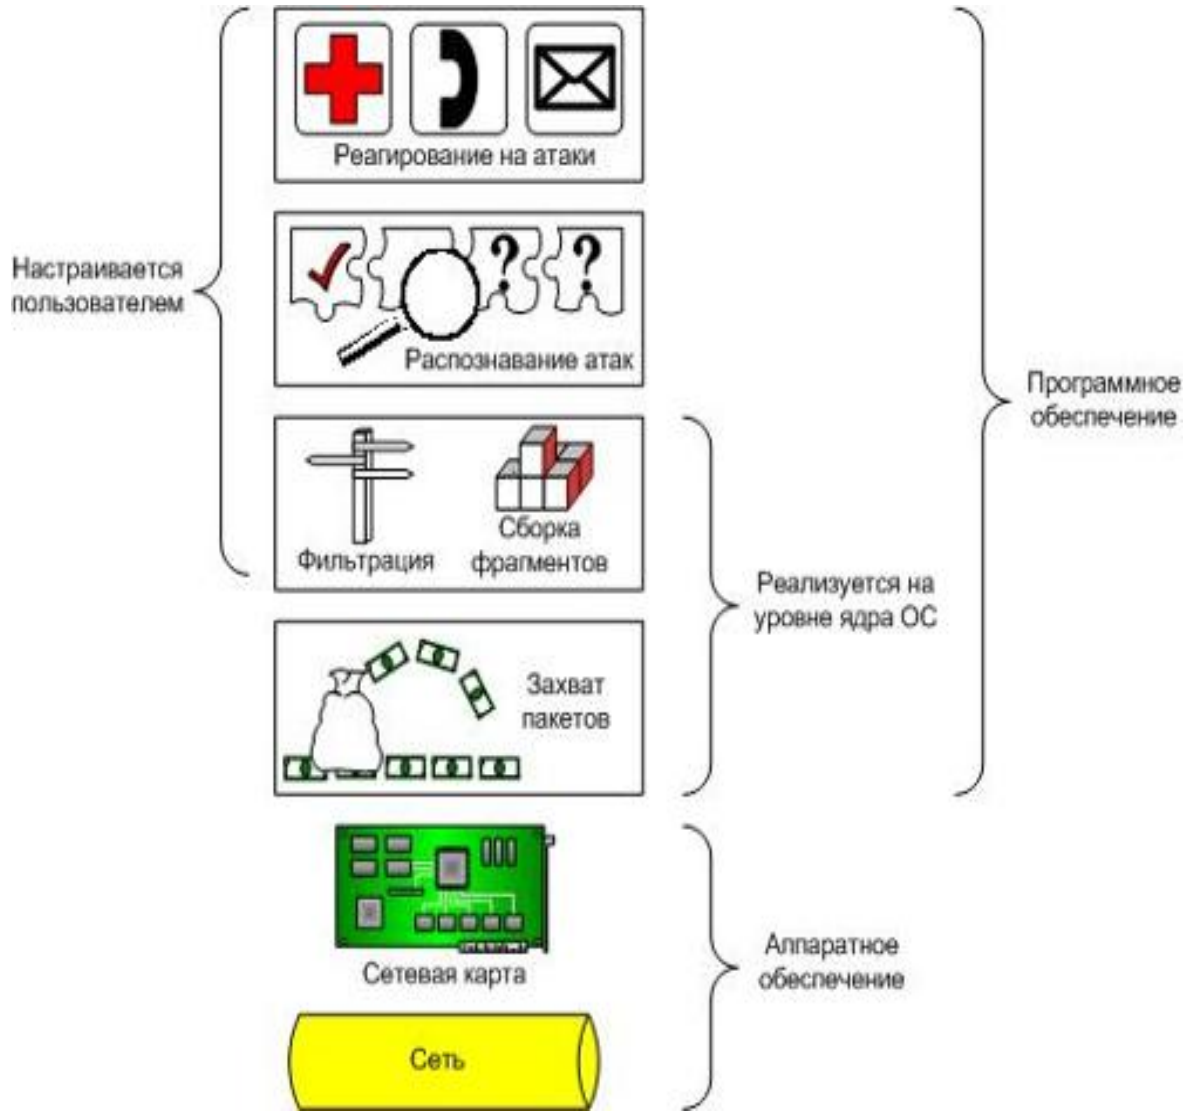 Реагирование на атаки
Настраивается
пользователем
Распознавание атак
Программное
обеспечение
Фильтрация
Сборка
фрагментов
Реализуется на
уровне ядра ОС
Захват
пакетов
Сетевая карта
Аппаратное
обеспечение
Сеть